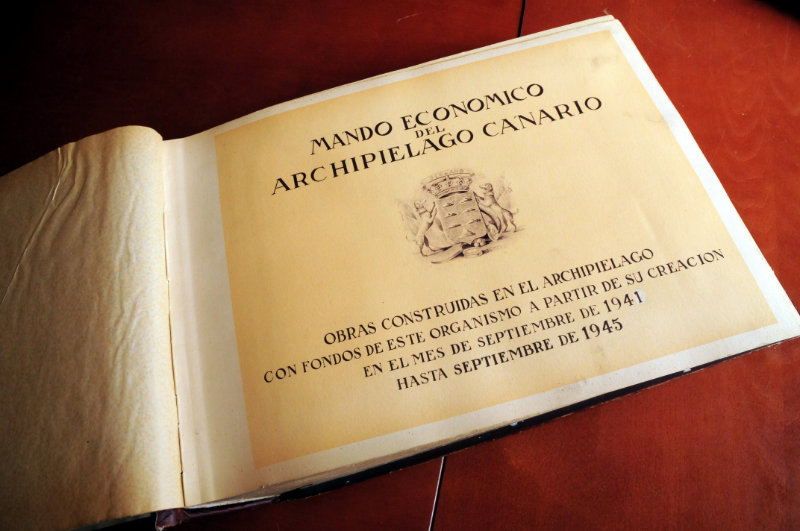 MANDO ECONOMICO
DEL
ARCHIPIELAGO CANARIO
OBRAS CONSTRUIDAS EN EL ARCHIPIELAGO
CON FONDOS DE ESTE ORGANISMO A PARTIR DE SU CREACION
EN EL MES DE SEPTIEMBRE DE 1941
HASTA SEPTIEMBRE DE 1945